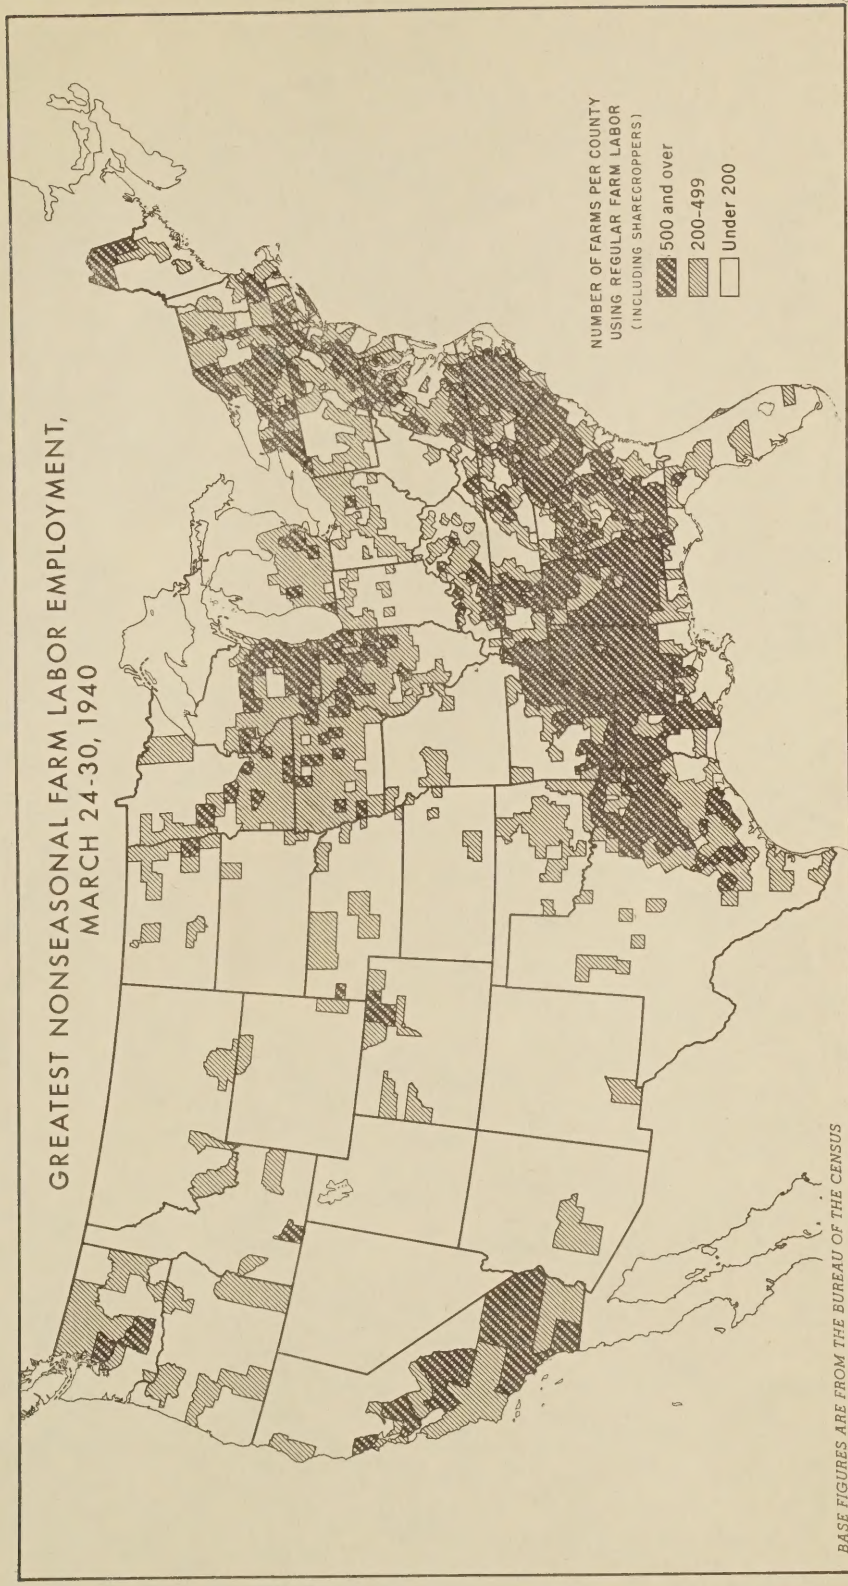 GREATEST NONSEASONAL FARM LABOR EMPLOYMENT,
MARCH 24-30, 1940
NUMBER OF FARMS PER COUNTY
USING REGULAR FARM LABOR
(INCLUDING SHARECROPPERS)
500 and over
200-499
Under 200
BASE FIGURES ARE FROM THE BUREAU OF THE CENSUS